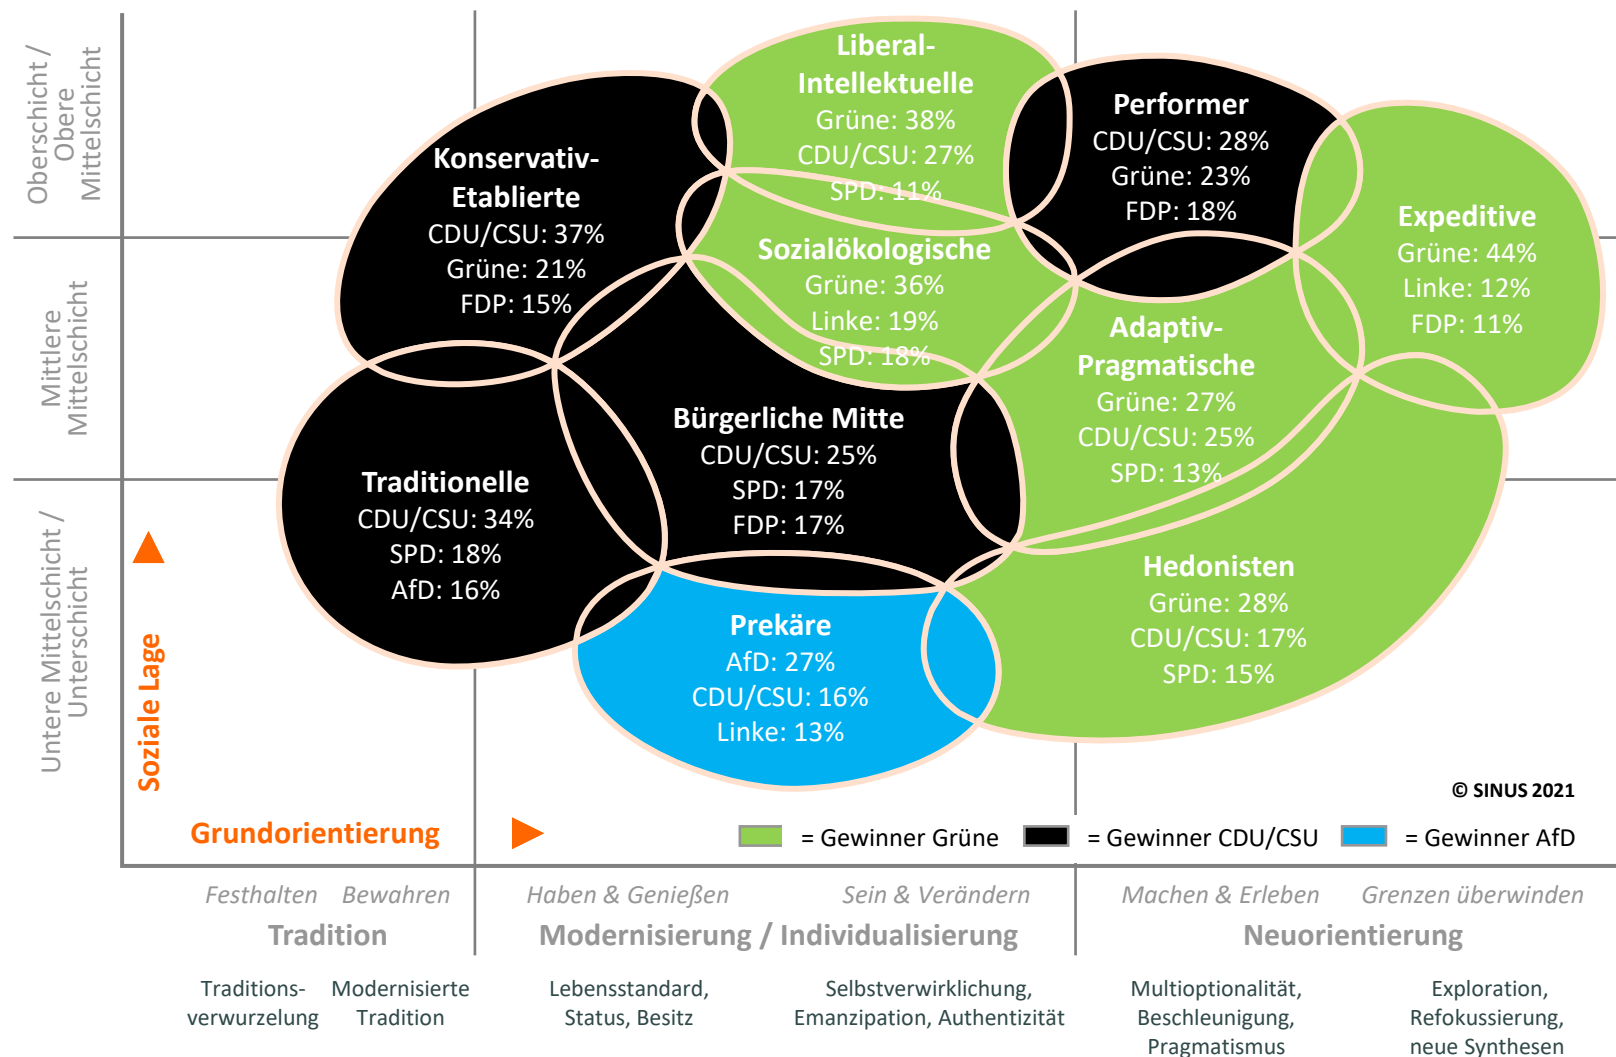 Oberschicht /
Obere
Mittelschicht
Mittlere
Mittelschicht
Untere Mittelschicht /
Unterschicht
Soziale Lage
Konservativ-
Etablierte
CDU/CSU: 37%
Grüne: 21%
FDP: 15%
Liberal-
Intellektuelle
Grüne: 38%
CDU/CSU: 27%
SPD: 11%
Performer
CDU/CSU: 28%
Grüne: 23%
FDP: 18%
Expeditive
Grüne: 44%
Linke: 12%
FDP: 11%
Sozialökologische
Grüne: 36%
Linke: 19%
SPD: 18%
Adaptiv-
Pragmatische
Grüne: 27%
CDU/CSU: 25%
SPD: 13%
Bürgerliche Mitte
CDU/CSU: 25%
SPD: 17%
FDP: 17%
Traditionelle
CDU/CSU: 34%
SPD: 18%
AfD: 16%
Hedonisten
Grüne: 28%
CDU/CSU: 17%
SPD: 15%
Prekäre
AfD: 27%
CDU/CSU: 16%
Linke: 13%
© SINUS 2021
Grundorientierung
= Gewinner Grüne
= Gewinner CDU/CSU
= Gewinner AfD
Festhalten
Bewahren
Haben & Genießen
Sein & Verändern
Machen & Erleben
Grenzen überwinden
Tradition
Modernisierung / Individualisierung
Neuorientierung
Traditions-
verwurzelung
Modernisierte
Tradition
Lebensstandard,
Status, Besitz
Selbstverwirklichung,
Emanzipation, Authentizität
Multioptionalität,
Beschleunigung,
Pragmatismus
Exploration,
Refokussierung,
neue Synthesen